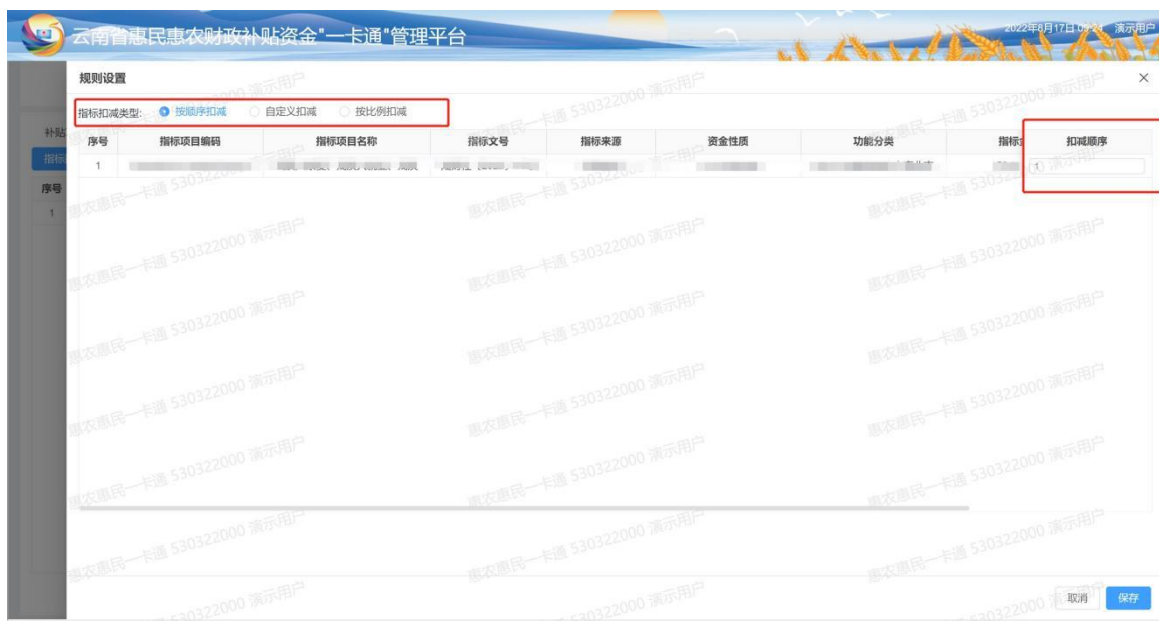 云南省惠民惠农财政补贴资金"一卡通"管理平台
2022年8月17日 09:24 演示用户
规则设置
指标扣减类型: 按顺序扣减 自定义扣减 按比例扣减
补贴
指标
序号
1
序号 指标项目编码 指标项目名称 指标文号 指标来源 资金性质 功能分类 指标 扣减顺序
1 1
惠农惠民一卡通 530322000 演示用户
取消 保存